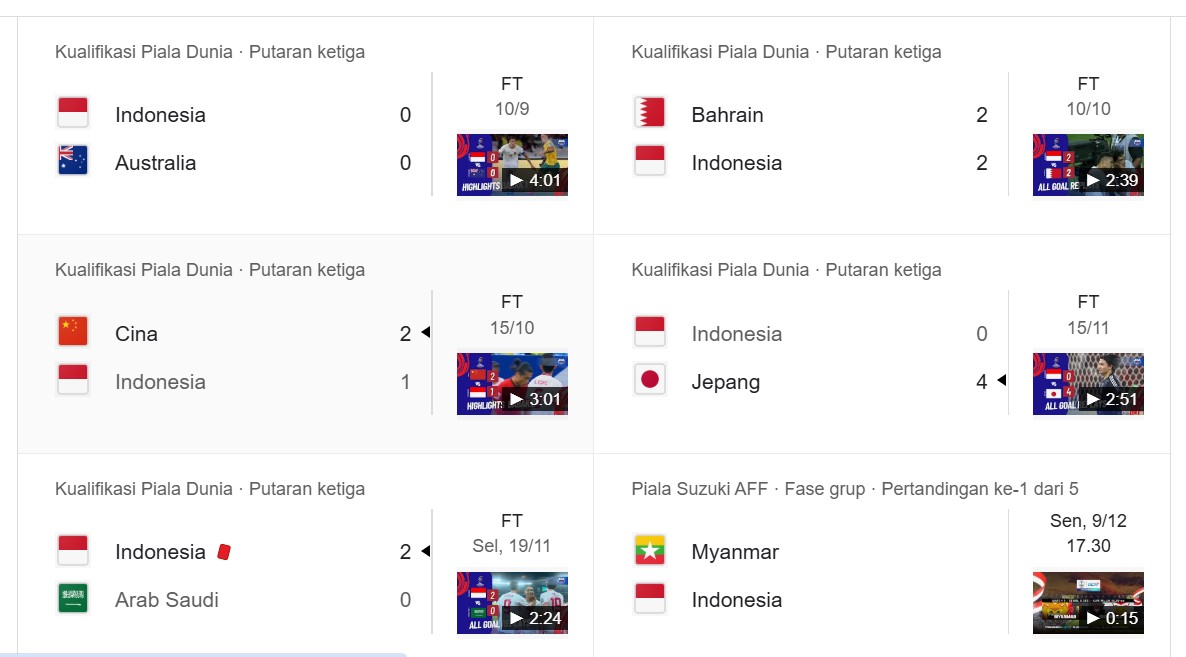 Kualifikasi Piala Dunia · Putaran ketiga
FT
10/9
Indonesia 0
Australia 0
HIGHLIGHTS
4:01
Kualifikasi Piala Dunia · Putaran ketiga
FT
10/10
Bahrain 2
Indonesia 2
ALL GOAL RE
2:39
Kualifikasi Piala Dunia · Putaran ketiga
FT
15/10
Cina 2
Indonesia 1
HIGHLIGHTS
3:01
Kualifikasi Piala Dunia · Putaran ketiga
FT
15/11
Indonesia 0
Jepang 4
ALL GOAL
2:51
Kualifikasi Piala Dunia · Putaran ketiga
FT
Sel, 19/11
Indonesia 2
Arab Saudi 0
ALL GOAL
2:24
Piala Suzuki AFF · Fase grup · Pertandingan ke-1 dari 5
Sen, 9/12
17.30
Myanmar
Indonesia
MYANMAR
0:15